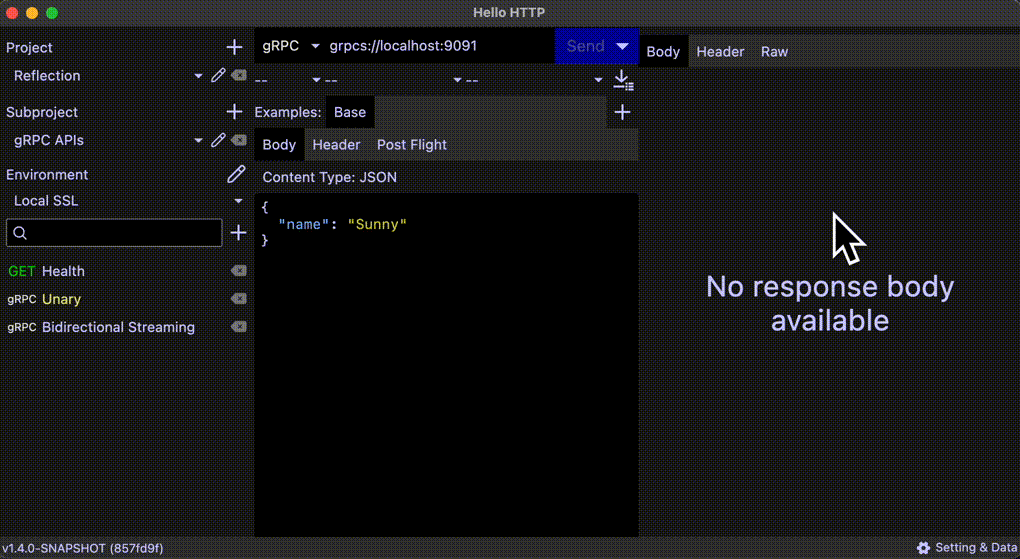 Hello HTTP
Project
Reflection
Subproject
gRPC APIs
Environment
Local SSL
GET Health
gRPC Unary
gRPC Bidirectional Streaming
gRPC grpcs://localhost:9091 Send
-- -- --
Examples: Base
Body Header Post Flight
Content Type: JSON
{
"name": "Sunny"
}
Body Header Raw
No response body
available
v1.4.0-SNAPSHOT (857fd9f)
Setting & Data